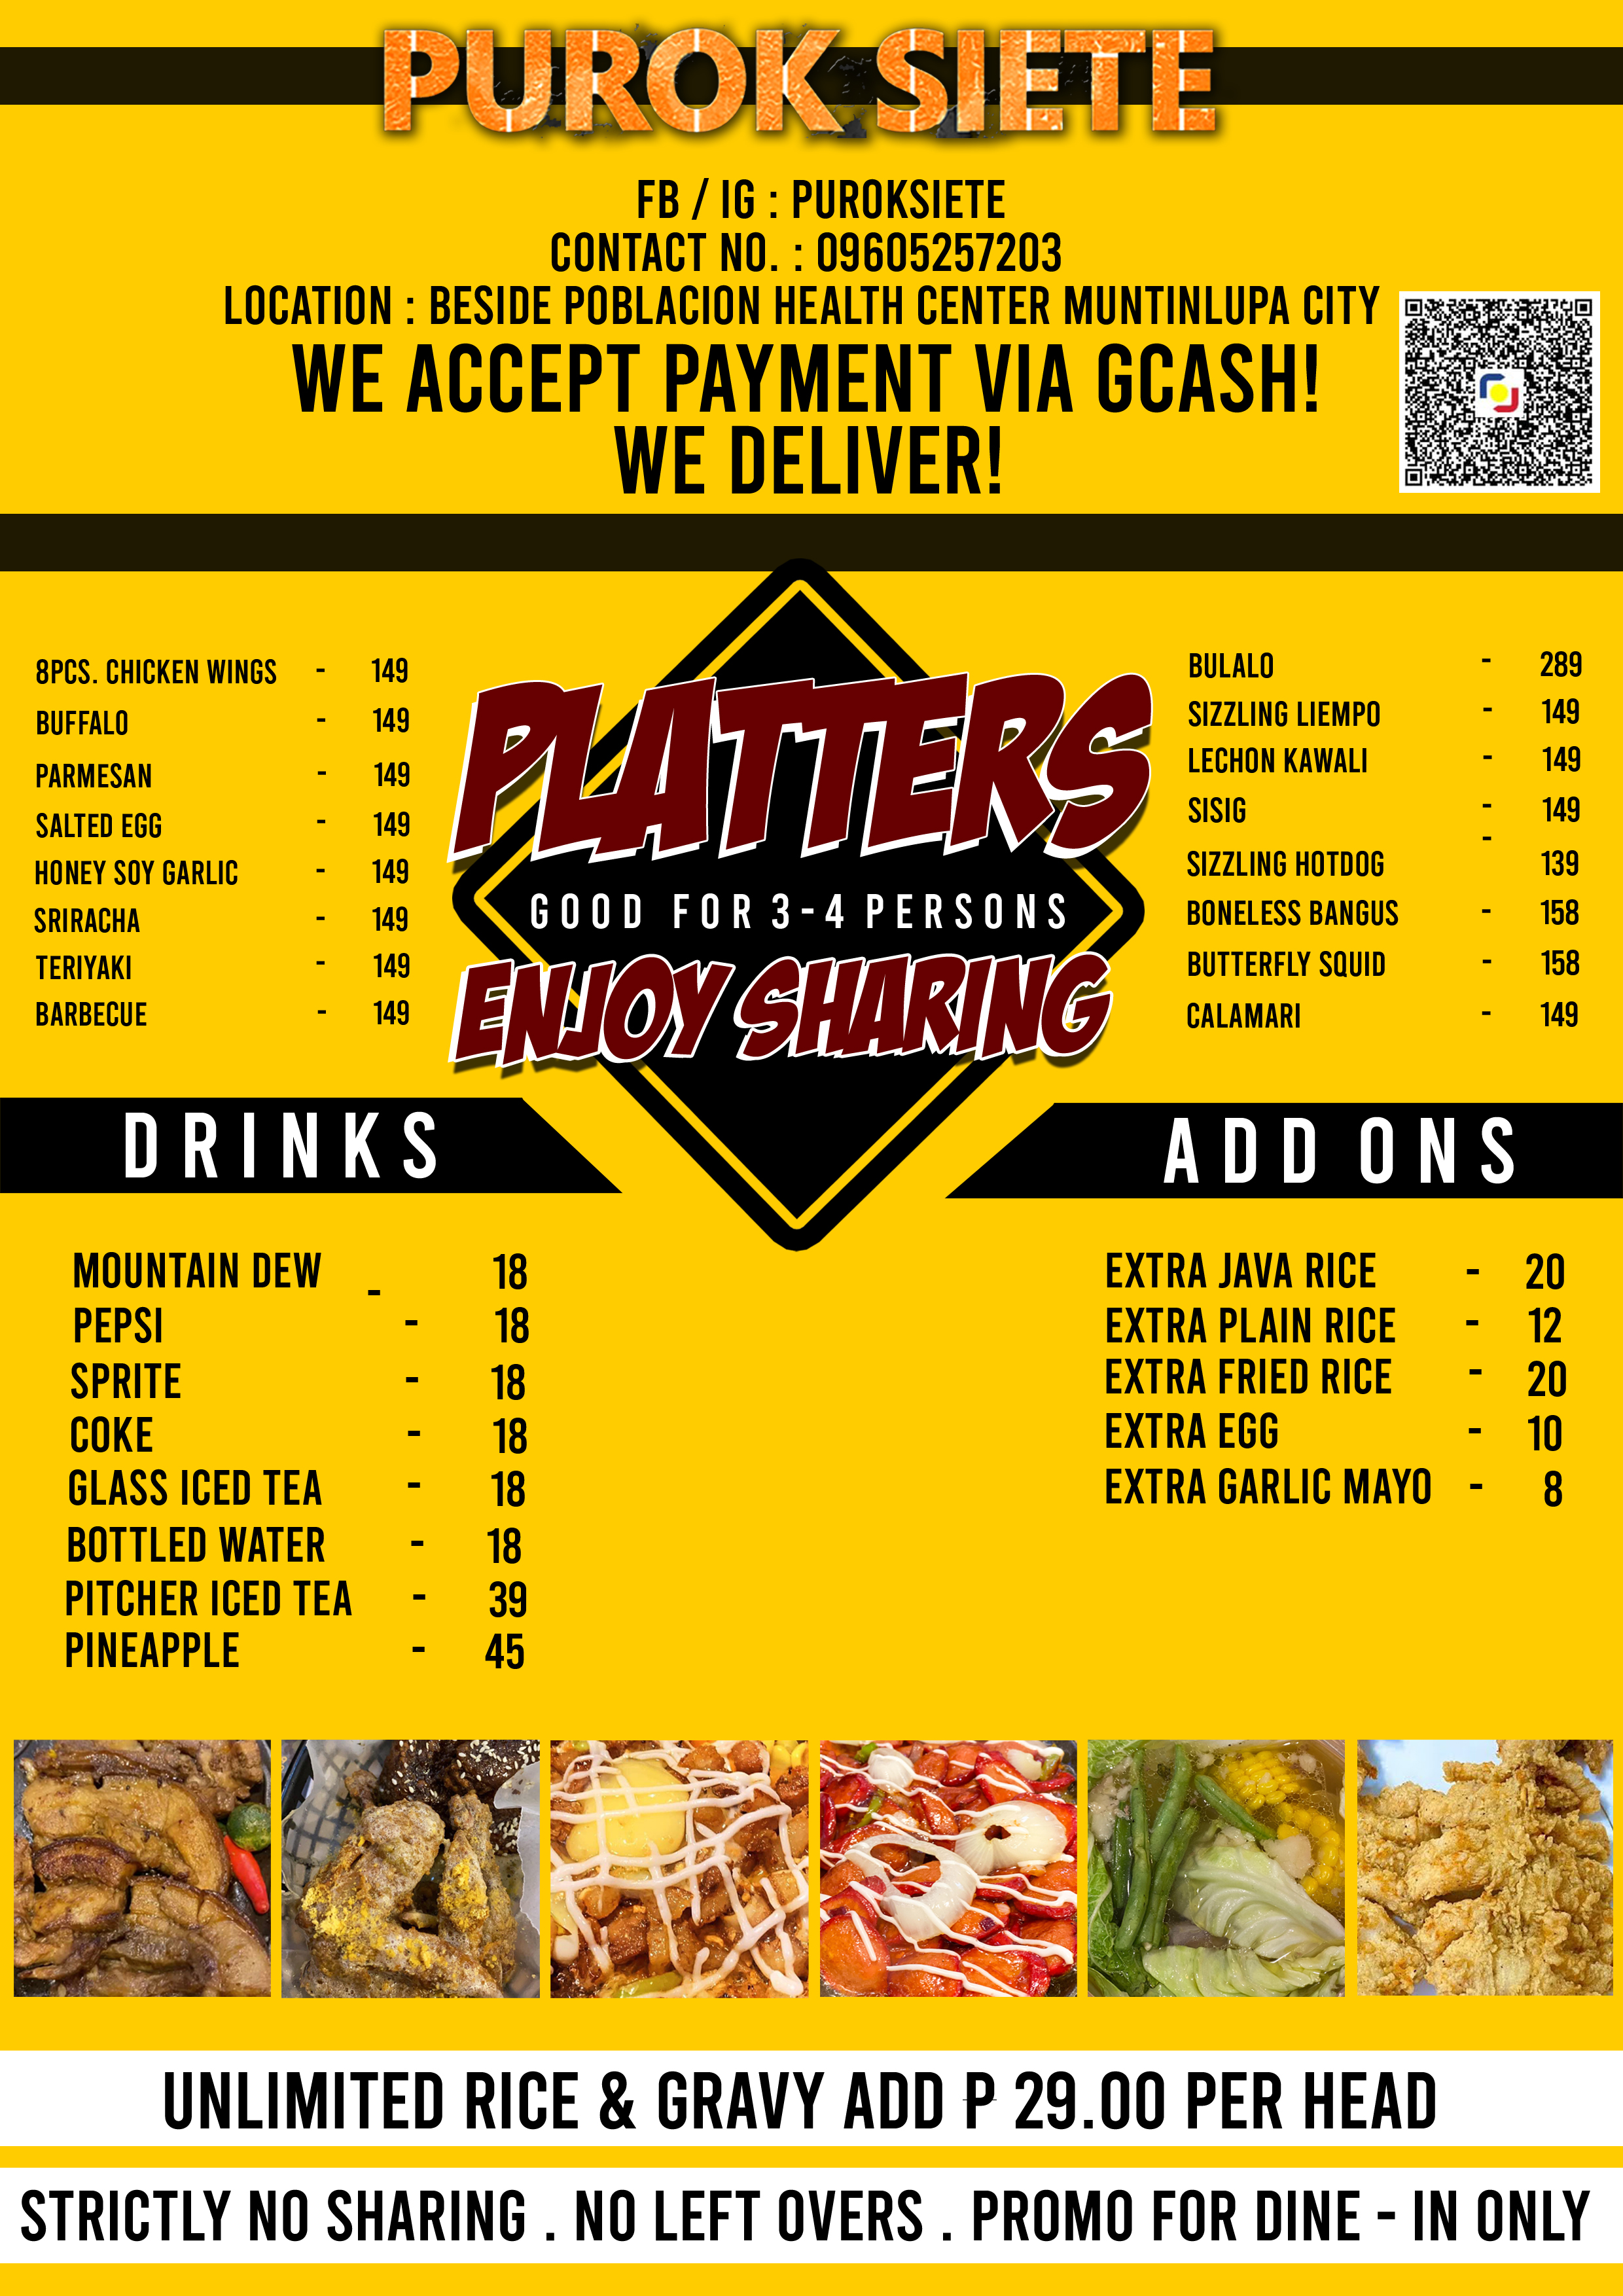 PUROK SIETE
FB / IG : PUROKSIETE
CONTACT NO. : 09605257203
LOCATION : BESIDE POBLACION HEALTH CENTER MUNTINLUPA CITY
WE ACCEPT PAYMENT VIA GCASH!
WE DELIVER!
8PCS. CHICKEN WINGS - 149
BUFFALO - 149
PARMESAN - 149
SALTED EGG - 149
HONEY SOY GARLIC - 149
SRIRACHA - 149
TERIYAKI - 149
BARBECUE - 149
PLATTERS
GOOD FOR 3-4 PERSONS
ENJOY SHARING
BULALO - 289
SIZZLING LIEMPO - 149
LECHON KAWALI - 149
SISIG - 149
SIZZLING HOTDOG - 139
BONELESS BANGUS - 158
BUTTERFLY SQUID - 158
CALAMARI - 149
DRINKS
MOUNTAIN DEW - 18
PEPSI - 18
SPRITE - 18
COKE - 18
GLASS ICED TEA - 18
BOTTLED WATER - 18
PITCHER ICED TEA - 39
PINEAPPLE - 45
ADD ONS
EXTRA JAVA RICE - 20
EXTRA PLAIN RICE - 12
EXTRA FRIED RICE - 20
EXTRA EGG - 10
EXTRA GARLIC MAYO - 8
UNLIMITED RICE & GRAVY ADD P 29.00 PER HEAD
STRICTLY NO SHARING . NO LEFT OVERS . PROMO FOR DINE - IN ONLY